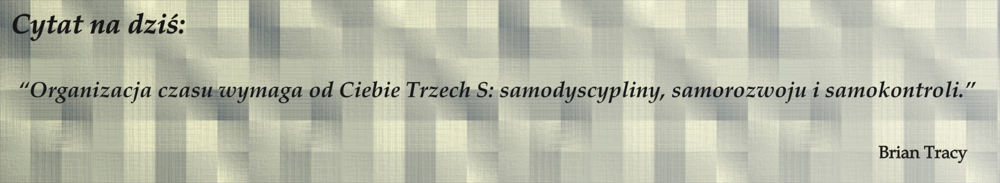 Cytat na dziś:
“Organizacja czasu wymaga od Ciebie Trzech S: samodyscypliny, samorozwoju i samokontroli.”
Brian Tracy